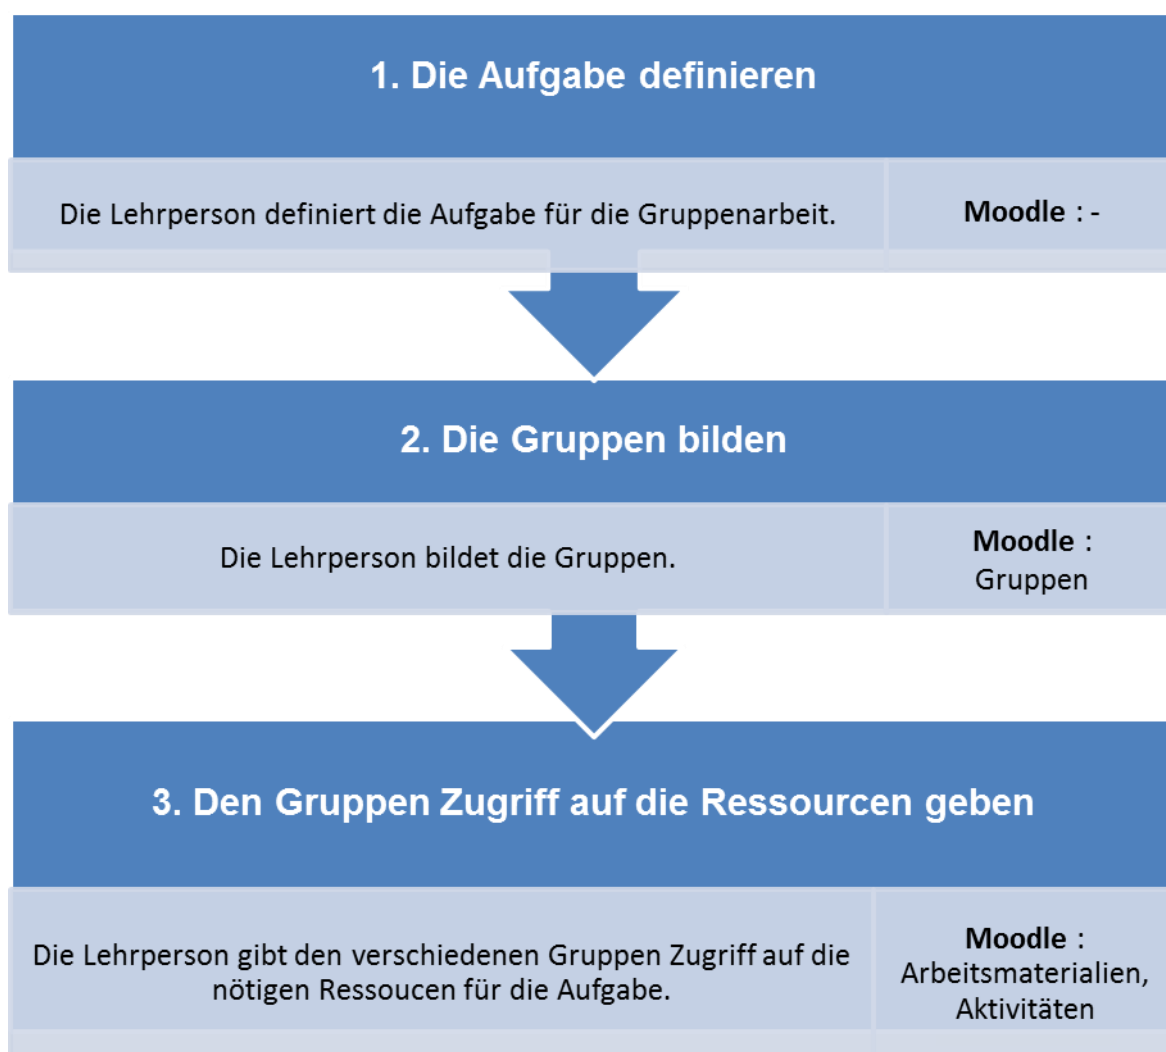 1. Die Aufgabe definieren
Die Lehrperson definiert die Aufgabe für die Gruppenarbeit.
Moodle : -
2. Die Gruppen bilden
Die Lehrperson bildet die Gruppen.
Moodle :
Gruppen
3. Den Gruppen Zugriff auf die Ressourcen geben
Die Lehrperson gibt den verschiedenen Gruppen Zugriff auf die
nötigen Ressoucen für die Aufgabe.
Moodle :
Arbeitsmaterialien,
Aktivitäten